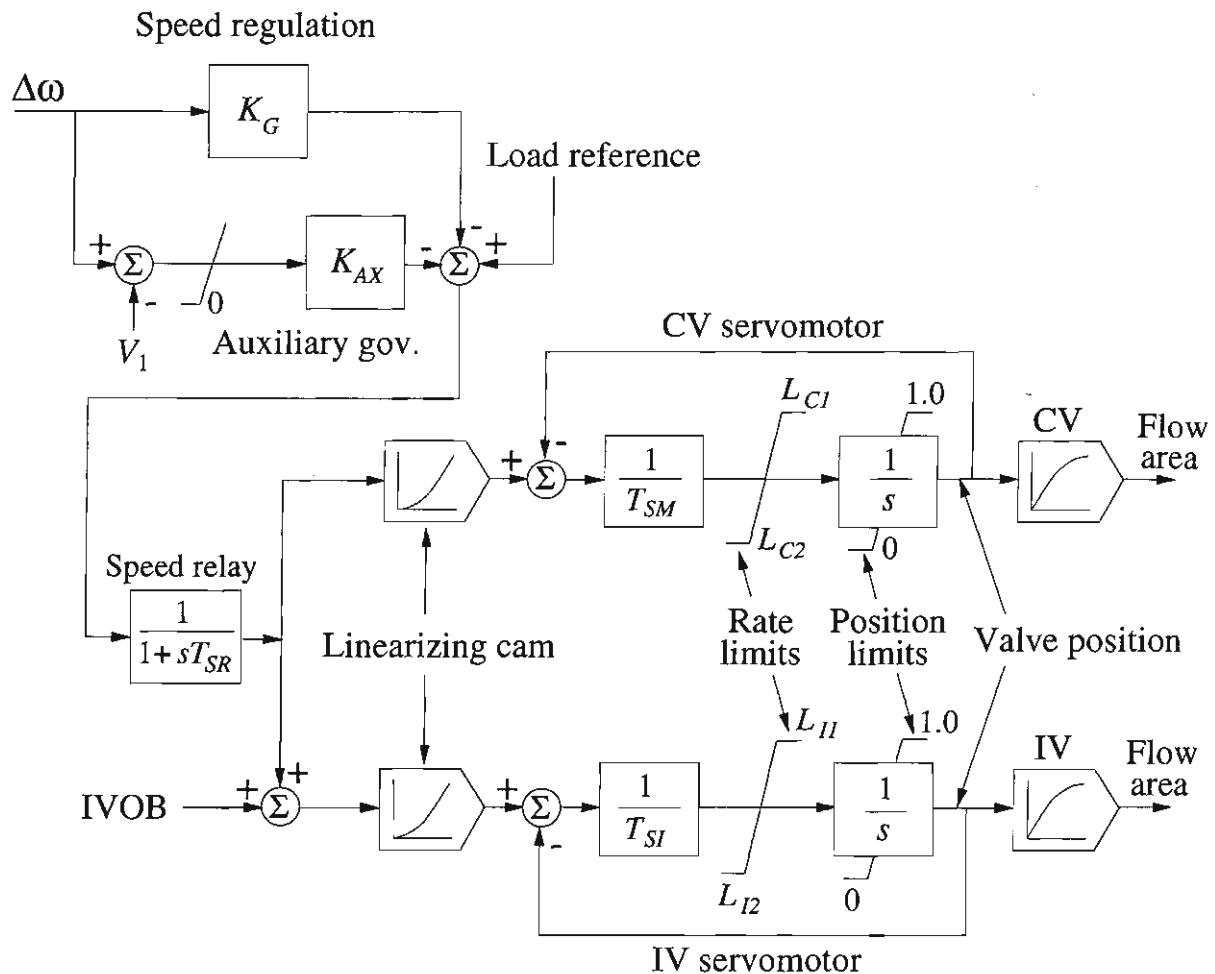 Speed regulation
Δω
K_G
Load reference
-
+
+
Σ
K_AX
-
Σ
-
0
V_1
Auxiliary gov.
CV servomotor
L_C1
1.0
CV
Flow
area
-
+
Σ
1
T_SM
1
s
L_C2
0
Speed relay
1
1+sT_SR
Linearizing cam
Rate
limits
Position
limits
Valve position
L_I1
1.0
IV
Flow
area
+
+
IVOB
Σ
+
Σ
-
1
T_SI
1
s
L_I2
0
IV servomotor